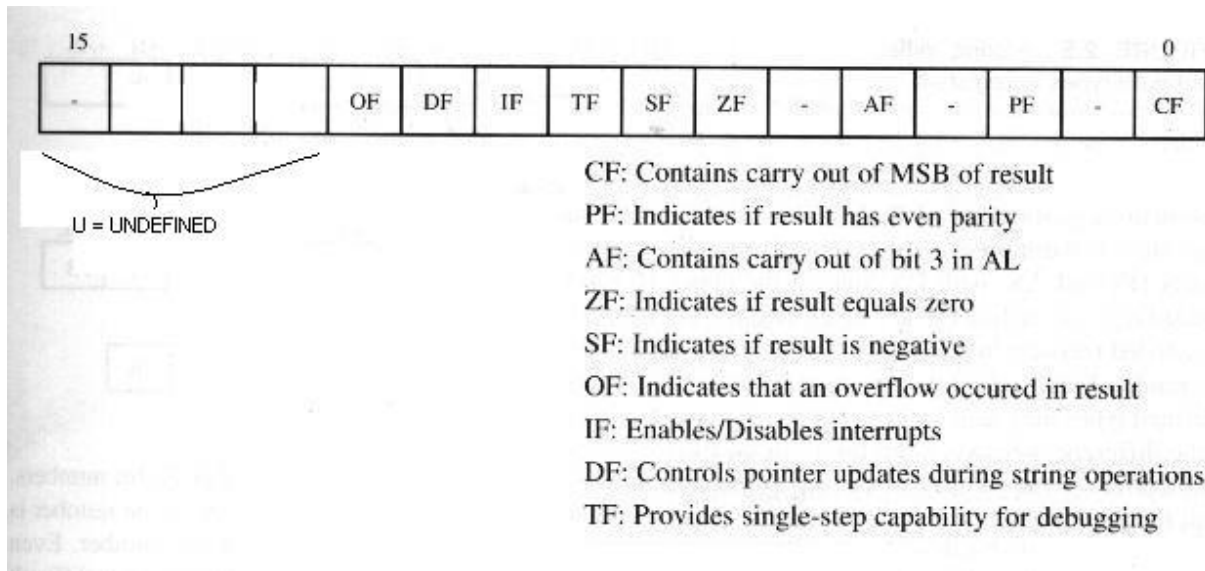 15 0
- OF DF IF TF SF ZF - AF - PF - CF
U = UNDEFINED
CF: Contains carry out of MSB of result
PF: Indicates if result has even parity
AF: Contains carry out of bit 3 in AL
ZF: Indicates if result equals zero
SF: Indicates if result is negative
OF: Indicates that an overflow occured in result
IF: Enables/Disables interrupts
DF: Controls pointer updates during string operations
TF: Provides single-step capability for debugging